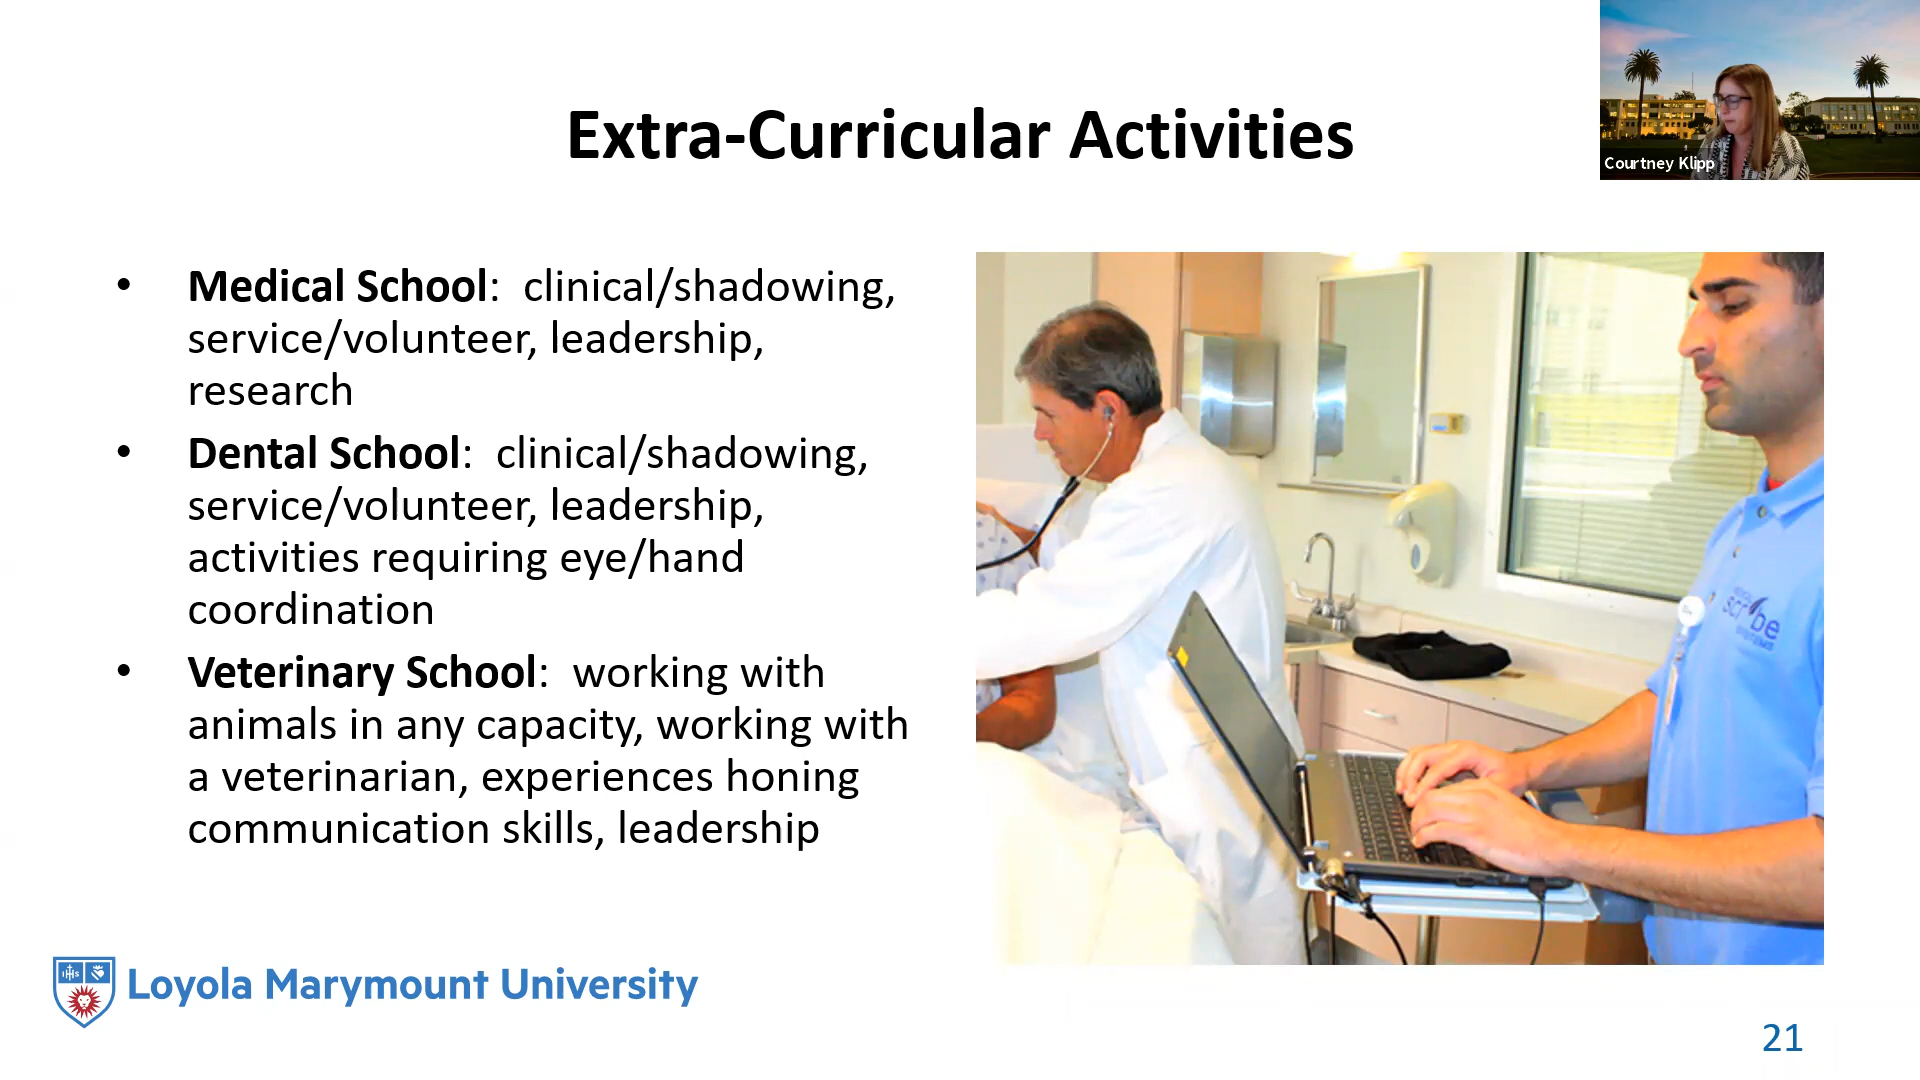 Extra-Curricular Activities
Courtney Klipp
• Medical School: clinical/shadowing,
service/volunteer, leadership,
research
• Dental School: clinical/shadowing,
service/volunteer, leadership,
activities requiring eye/hand
coordination
• Veterinary School: working with
animals in any capacity, working with
a veterinarian, experiences honing
communication skills, leadership
scribe
Loyola Marymount University
21